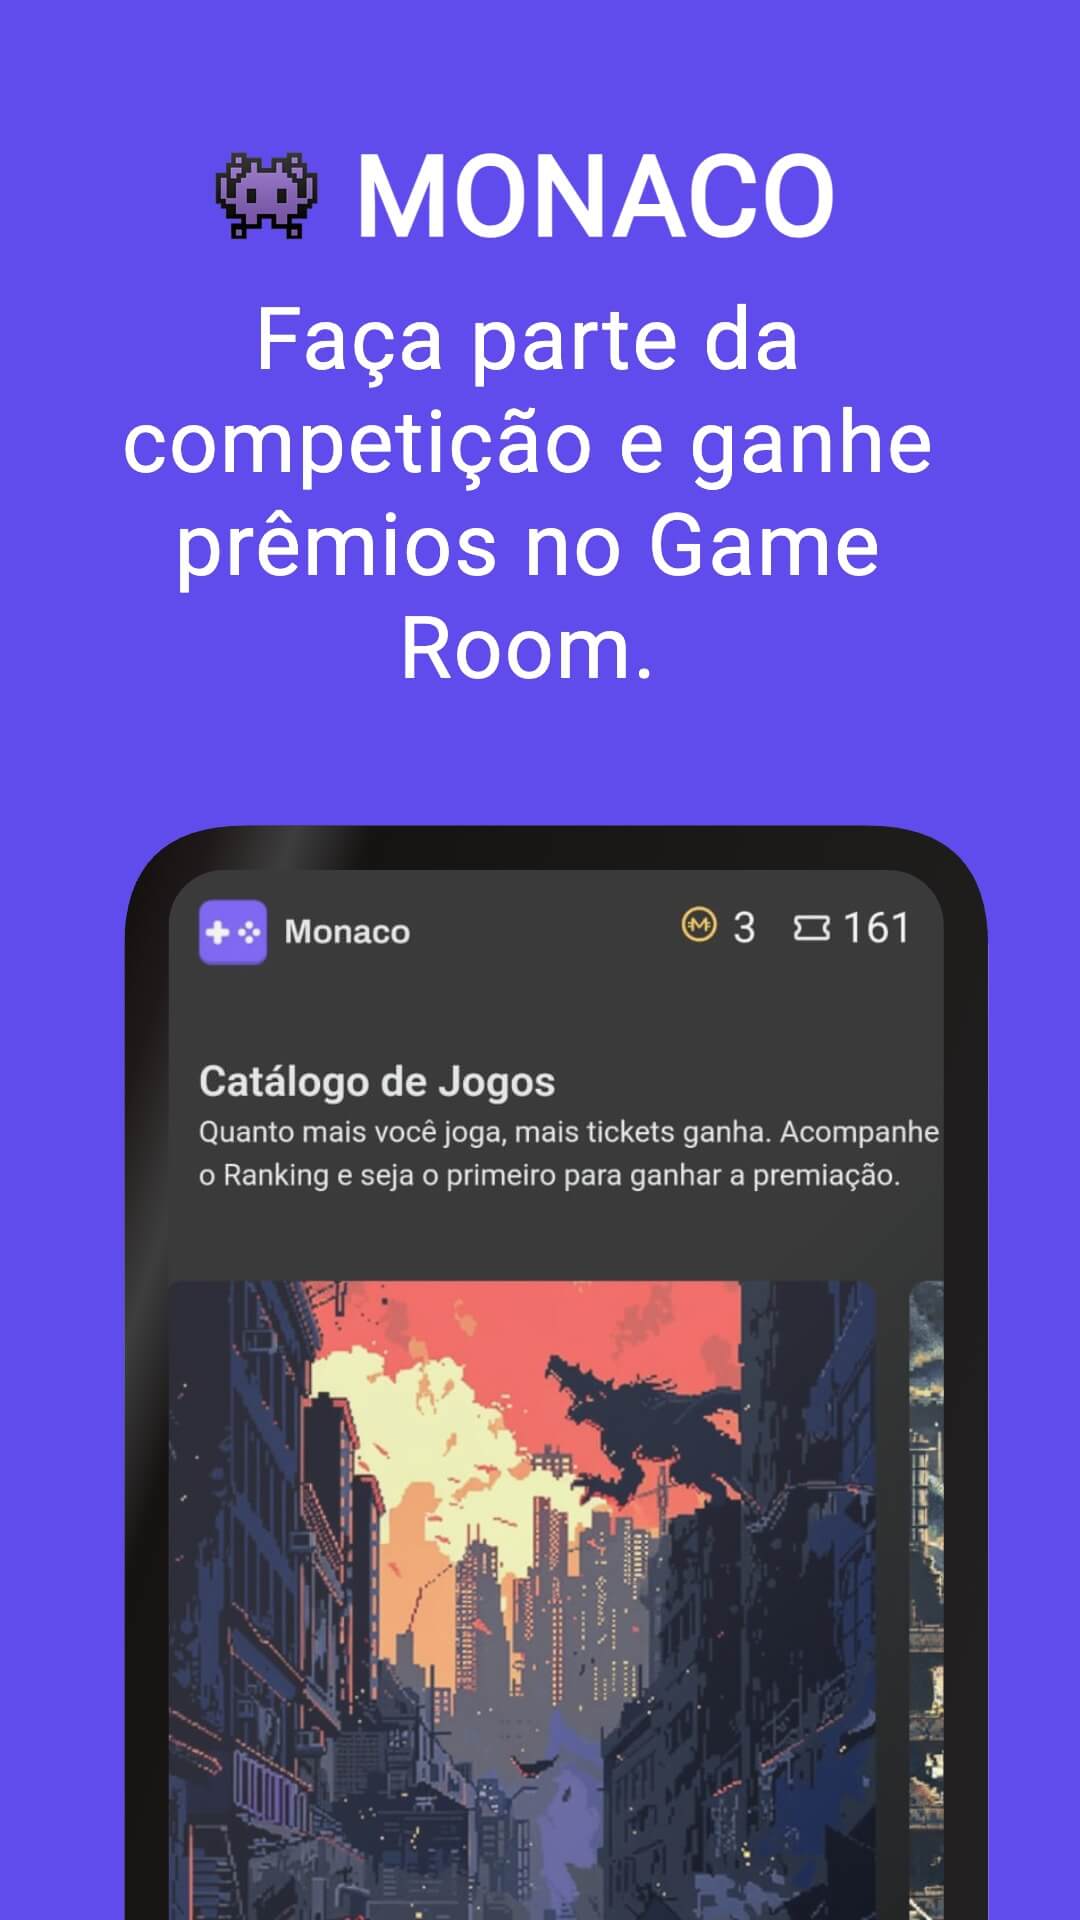 MONACO
Faça parte da
competição e ganhe
prêmios no Game
Room.
Monaco
3
161
Catálogo de Jogos
Quanto mais você joga, mais tickets ganha. Acompanhe
o Ranking e seja o primeiro para ganhar a premiação.